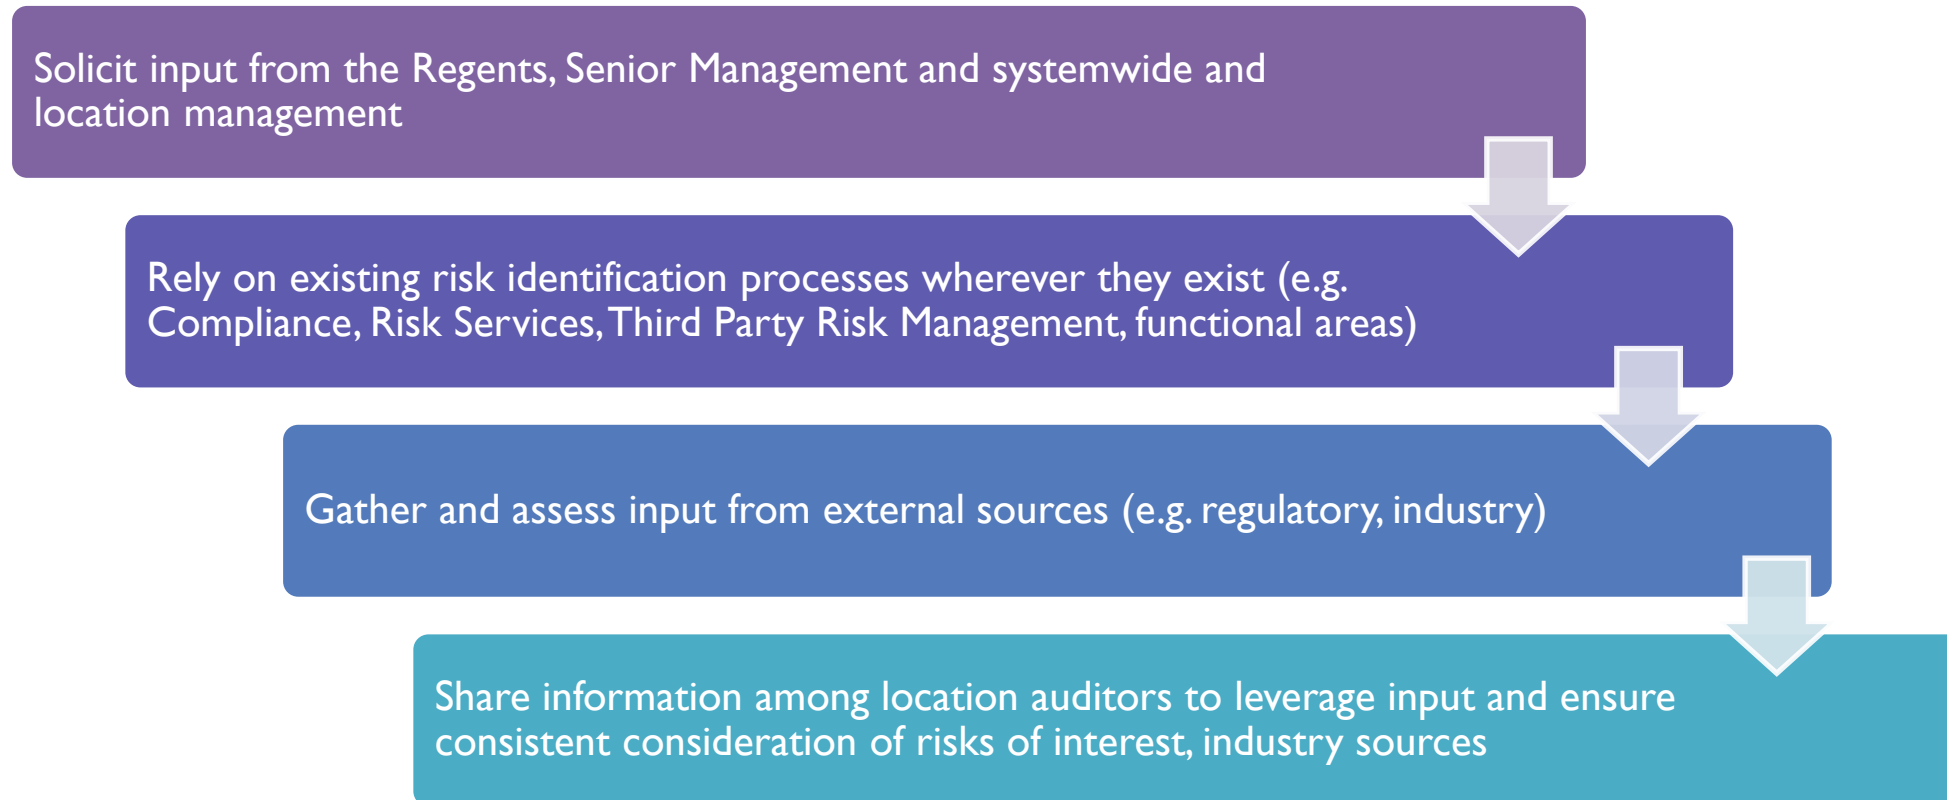 Solicit input from the Regents, Senior Management and systemwide and
location management
Rely on existing risk identification processes wherever they exist (e.g.
Compliance, Risk Services, Third Party Risk Management, functional areas)
Gather and assess input from external sources (e.g. regulatory, industry)
Share information among location auditors to leverage input and ensure
consistent consideration of risks of interest, industry sources